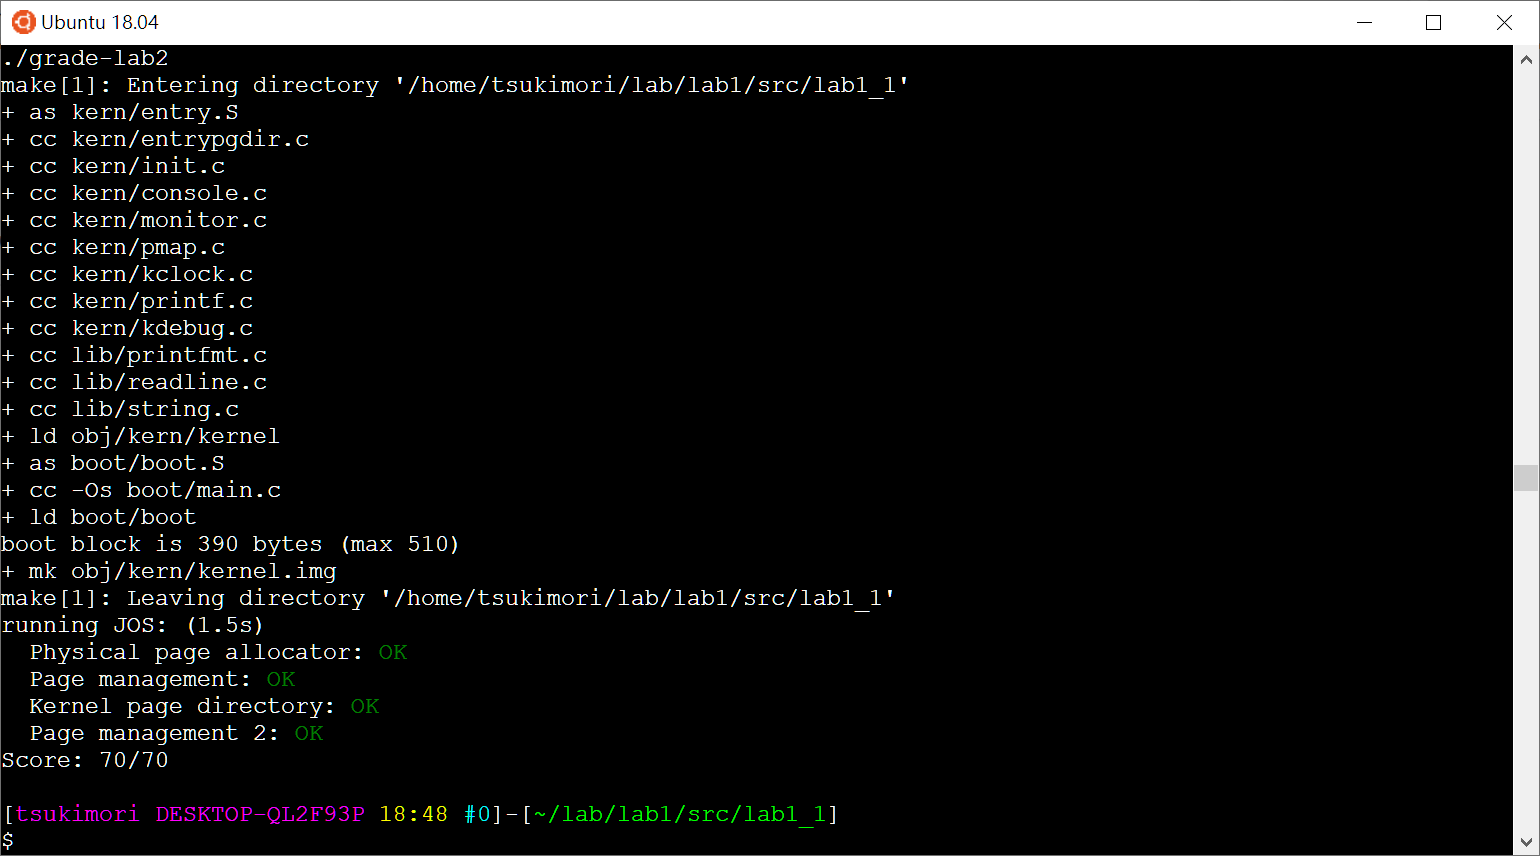 Ubuntu 18.04
./grade-lab2
make[1]: Entering directory '/home/tsukimori/lab/lab1/src/lab1_1'
+ as kern/entry.S
+ cc kern/entrypgdir.c
+ cc kern/init.c
+ cc kern/console.c
+ cc kern/monitor.c
+ cc kern/pmap.c
+ cc kern/kclock.c
+ cc kern/printf.c
+ cc kern/kdebug.c
+ cc lib/printfmt.c
+ cc lib/readline.c
+ cc lib/string.c
+ ld obj/kern/kernel
+ as boot/boot.S
+ cc -Os boot/main.c
+ ld boot/boot
boot block is 390 bytes (max 510)
+ mk obj/kern/kernel.img
make[1]: Leaving directory '/home/tsukimori/lab/lab1/src/lab1_1'
running JOS: (1.5s)
  Physical page allocator: OK
  Page management: OK
  Kernel page directory: OK
  Page management 2: OK
Score: 70/70
[tsukimori DESKTOP-QL2F93P 18:48 #0]-[~/lab/lab1/src/lab1_1]
$